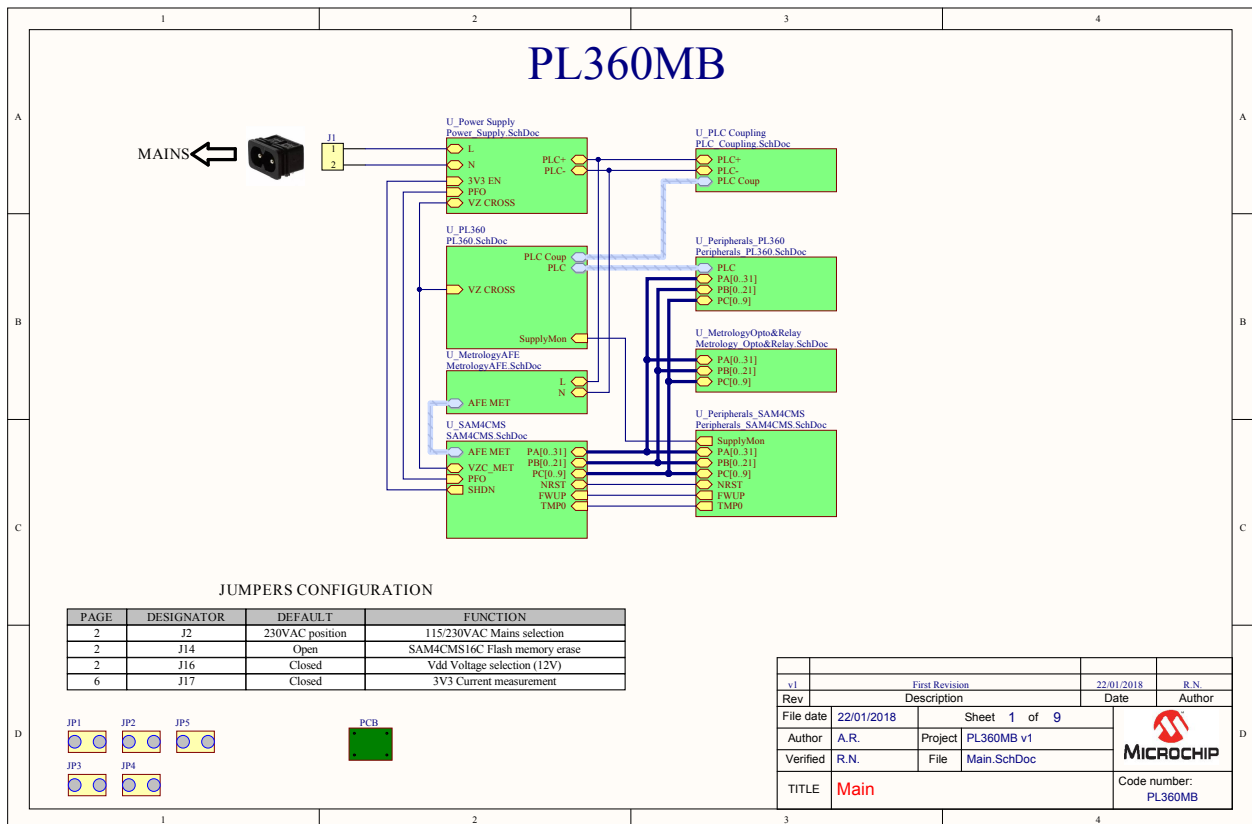 1 2 3 4
PL360MB
A A
MAINS
J1
1
2
U_Power Supply
Power_Supply.SchDoc
L
N
3V3 EN
PFO
VZ CROSS
PLC+
PLC-
U_PLC Coupling
PLC_Coupling.SchDoc
PLC+
PLC-
PLC Coup
U_PL360
PL360.SchDoc
PLC Coup
PLC
VZ CROSS
SupplyMon
U_Peripherals_PL360
Peripherals_PL360.SchDoc
PLC
PA[0..31]
PB[0..21]
PC[0..9]
B B
U_MetrologyOpto&Relay
Metrology_Opto&Relay.SchDoc
PA[0..31]
PB[0..21]
PC[0..9]
U_MetrologyAFE
MetrologyAFE.SchDoc
L
N
AFE MET
U_SAM4CMS
SAM4CMS.SchDoc
AFE MET
VZC_MET
PFO
SHDN
PA[0..31]
PB[0..21]
PC[0..9]
NRST
FWUP
TMP0
U_Peripherals_SAM4CMS
Peripherals_SAM4CMS.SchDoc
SupplyMon
PA[0..31]
PB[0..21]
PC[0..9]
NRST
FWUP
TMP0
C C
JUMPERS CONFIGURATION
PAGE DESIGNATOR DEFAULT FUNCTION
2 J2 230VAC position 115/230VAC Mains selection
2 J14 Open SAM4CMS16C Flash memory erase
2 J16 Closed Vdd Voltage selection (12V)
6 J17 Closed 3V3 Current measurement
JP1 JP2 JP5
JP3 JP4
PCB
D D
v1 First Revision 22/01/2018 R.N.
Rev Description Date Author
File date 22/01/2018 Sheet 1 of 9
Author A.R. Project PL360MB v1
Verified R.N. File Main.SchDoc
TITLE Main
MICROCHIP
Code number:
PL360MB
1 2 3 4